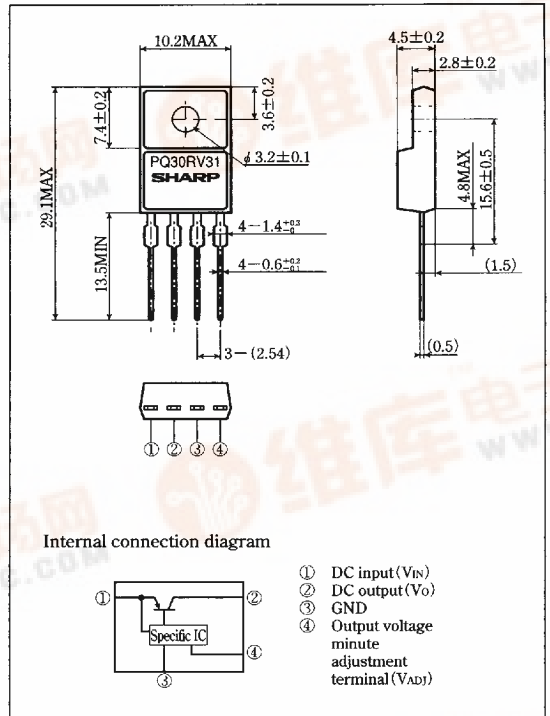 10.2MAX
4.5±0.2
2.8±0.2
7.4±0.2
3.6±0.2
29.1MAX
PQ30RV31
SHARP
φ3.2±0.1
4.8MAX
15.6±0.5
13.5MIN
4−1.4 +0.3 −0
4−0.6 +0.2 −0.1
(1.5)
3−(2.54)
(0.5)
① ② ③ ④
Internal connection diagram
① ②
Specific IC
④
③
① DC input(VIN)
② DC output(Vo)
③ GND
④ Output voltage
minute
adjustment
terminal(VADJ)
维库电